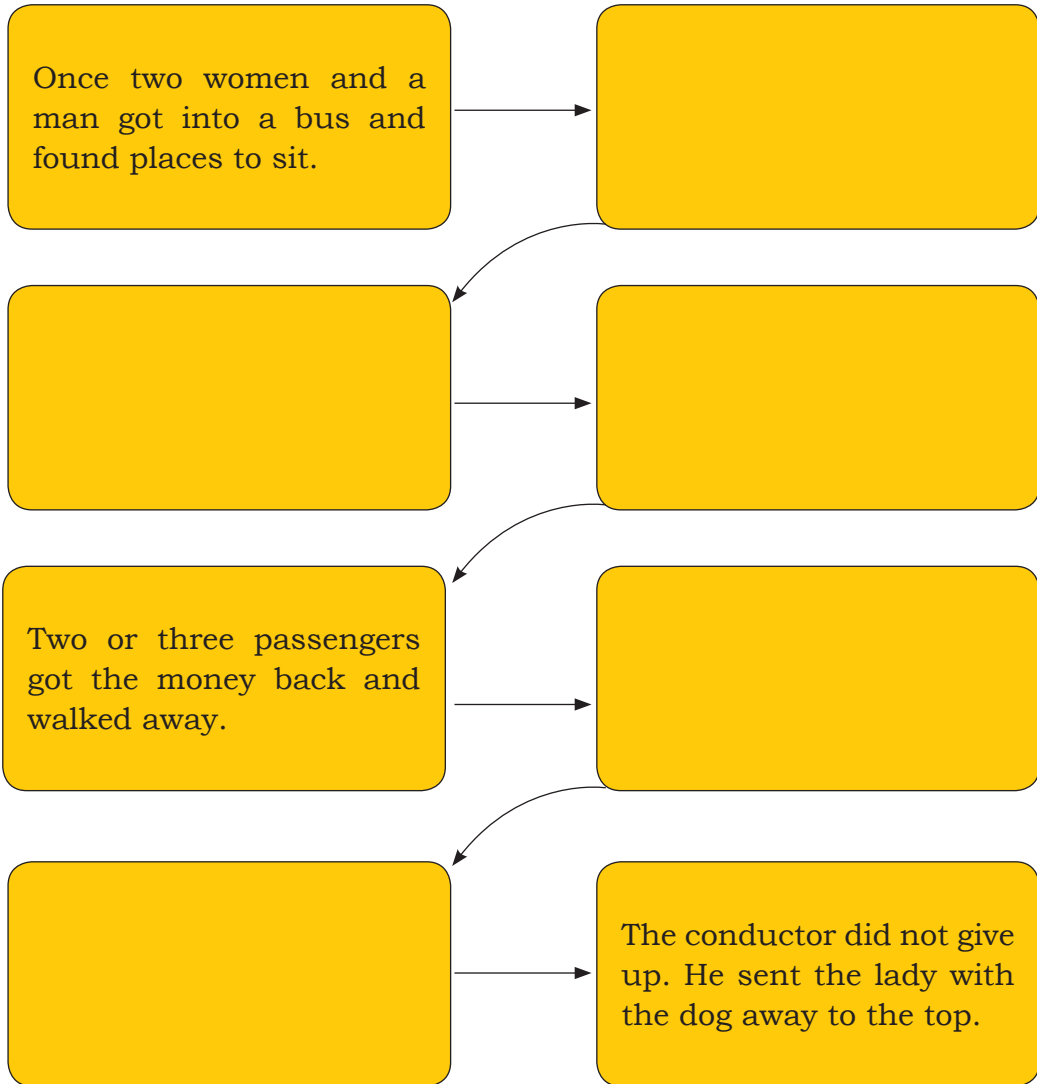 Once two women and a
man got into a bus and
found places to sit.
Two or three passengers
got the money back and
walked away.
The conductor did not give
up. He sent the lady with
the dog away to the top.